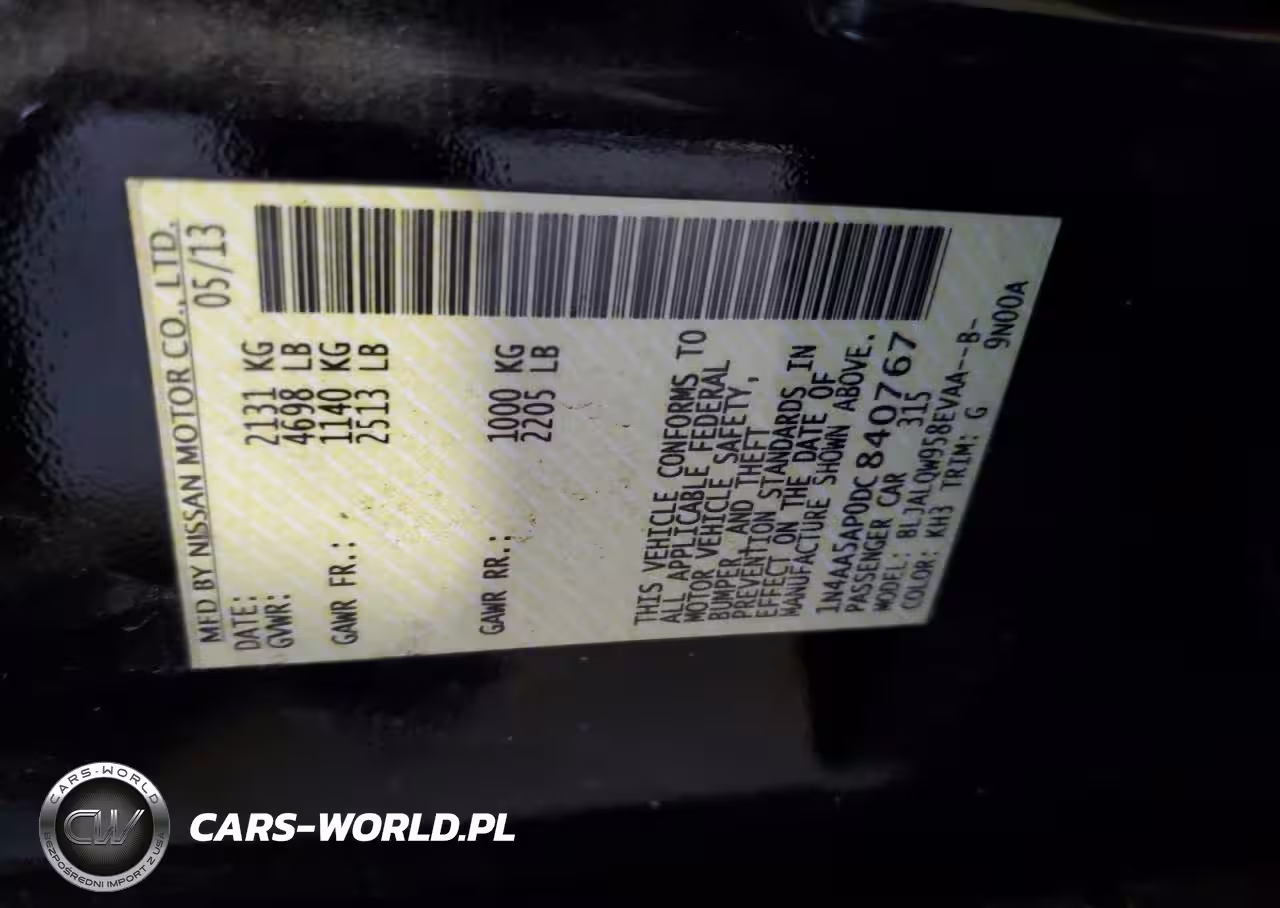 MFD BY NISSAN MOTOR CO., LTD.
DATE: 05/13
GVWR: 2131 KG
4698 LB
GAWR FR.: 1140 KG
2513 LB
GAWR RR.: 1000 KG
2205 LB
THIS VEHICLE CONFORMS TO
ALL APPLICABLE FEDERAL
MOTOR VEHICLE SAFETY,
BUMPER, AND THEFT
PREVENTION STANDARDS IN
EFFECT ON THE DATE OF
MANUFACTURE SHOWN ABOVE.
1N4AA5AP0DC840767
PASSENGER CAR 315
MODEL: BLJALQW958EVAA--B-
COLOR: KH3 TRIM: G 9N00A
CARS-WORLD
CW
BEZPOŚREDNI IMPORT Z USA
CARS-WORLD.PL